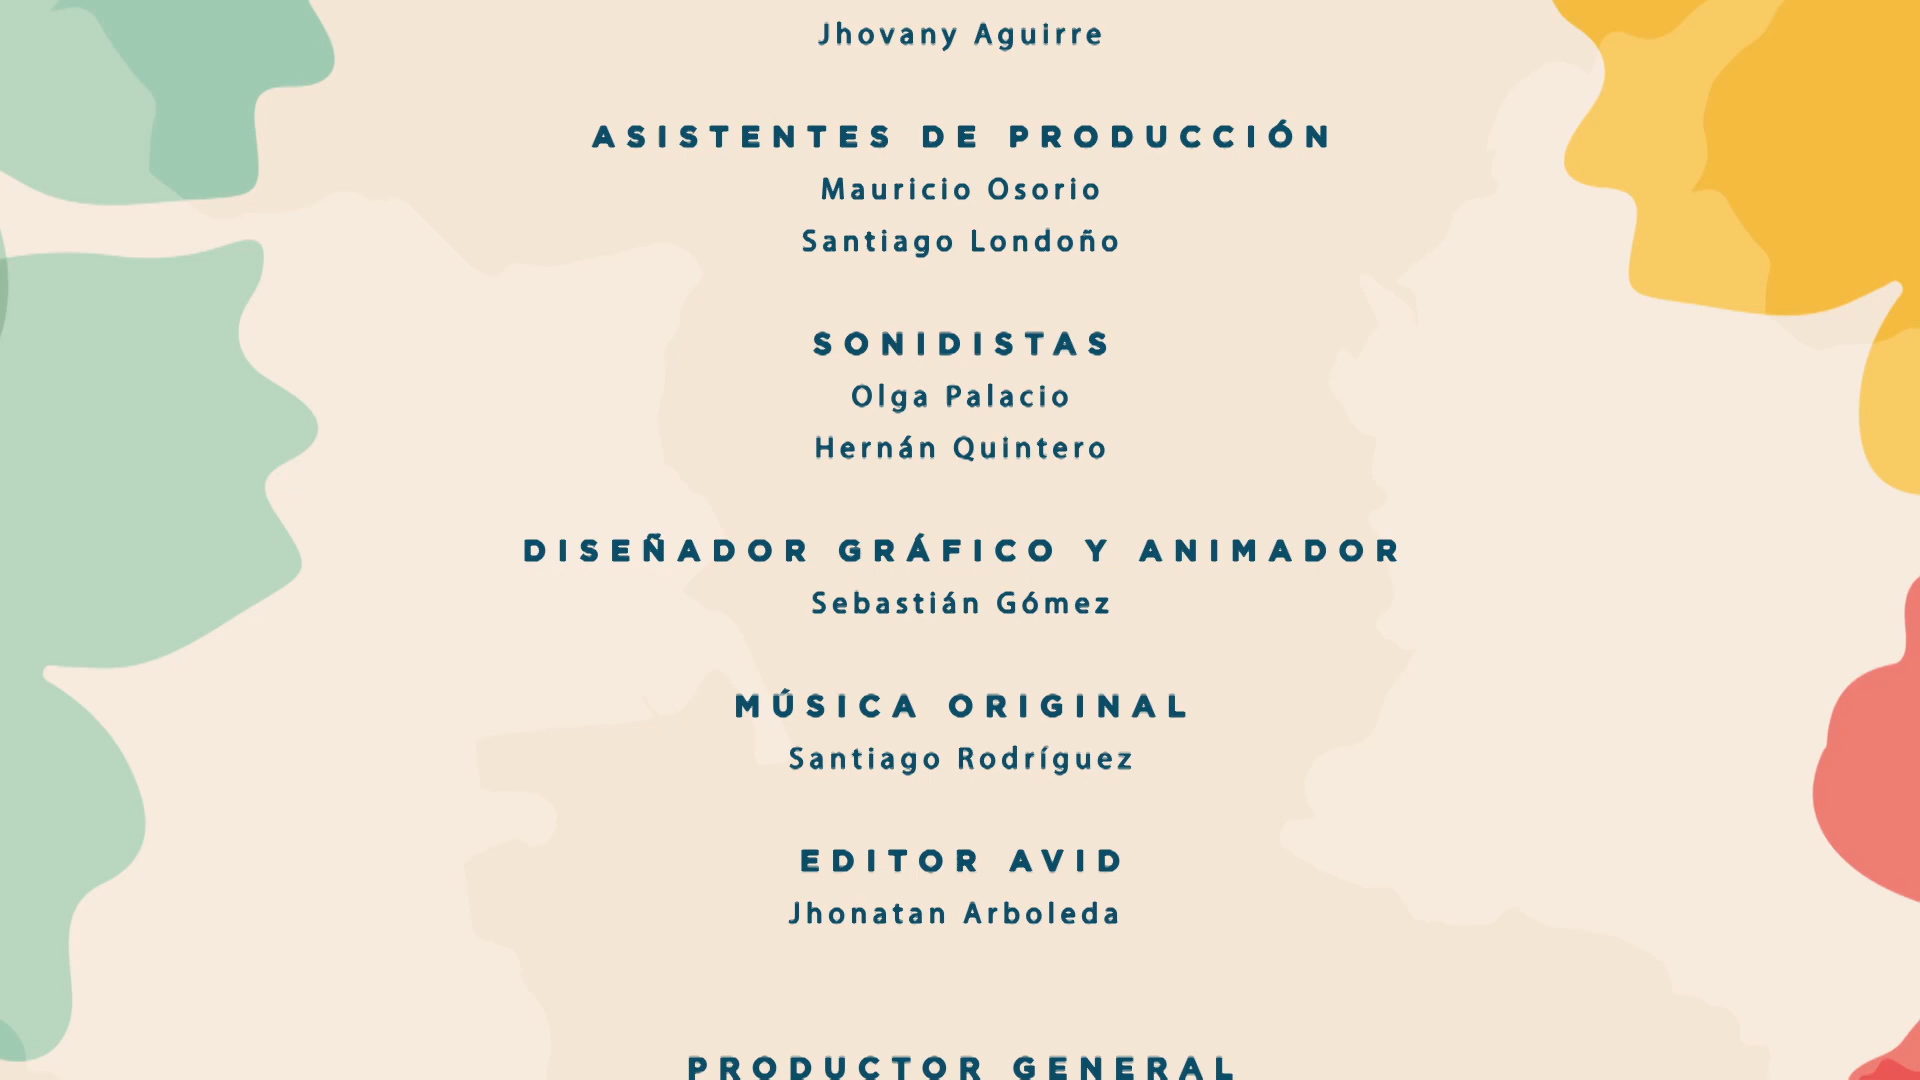 Jhovany Aguirre
ASISTENTES DE PRODUCCIÓN
Mauricio Osorio
Santiago Londoño
SONIDISTAS
Olga Palacio
Hernán Quintero
DISEÑADOR GRÁFICO Y ANIMADOR
Sebastián Gómez
MÚSICA ORIGINAL
Santiago Rodríguez
EDITOR AVID
Jhonatan Arboleda
PRODUCTOR GENERAL